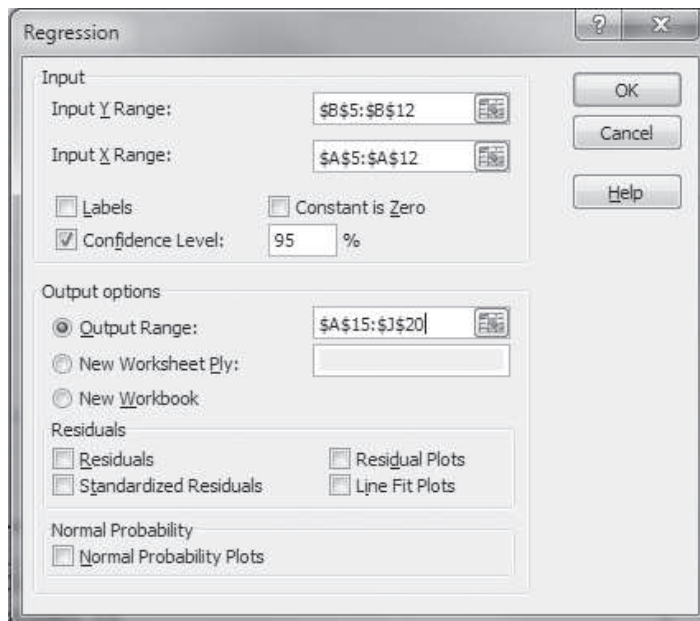 Regression
Input
Input Y Range: $B$5:$B$12
Input X Range: $A$5:$A$12
Labels Constant is Zero
Confidence Level: 95 %
Output options
Output Range: $A$15:$J$20
New Worksheet Ply:
New Workbook
Residuals
Residuals Residual Plots
Standardized Residuals Line Fit Plots
Normal Probability
Normal Probability Plots
? X
OK
Cancel
Help